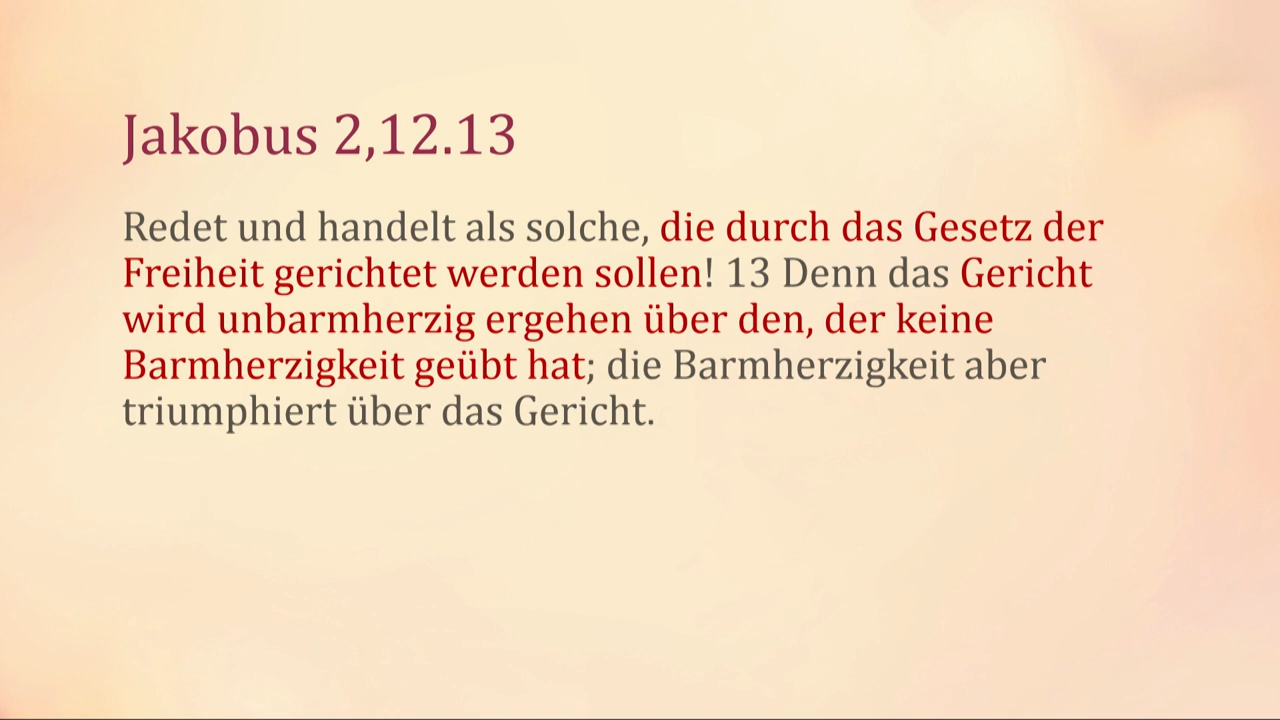 Jakobus 2,12.13
Redet und handelt als solche, die durch das Gesetz der
Freiheit gerichtet werden sollen! 13 Denn das Gericht
wird unbarmherzig ergehen über den, der keine
Barmherzigkeit geübt hat; die Barmherzigkeit aber
triumphiert über das Gericht.